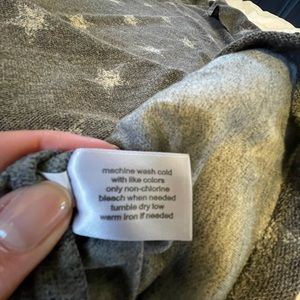 machine wash cold
with like colors
only non-chlorine
bleach when needed
tumble dry low
warm iron if needed